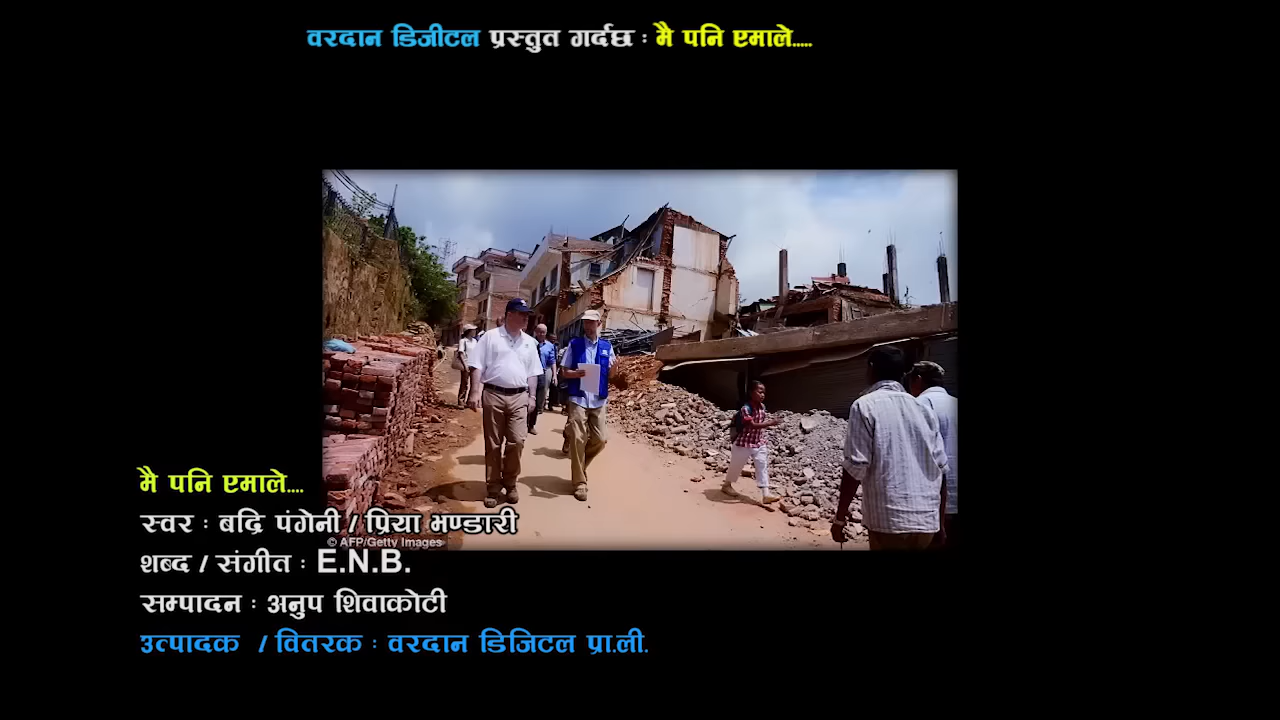 वरदान डिजीटल प्रस्तुत गर्दछ : मै पनि एमाले.....
मै पनि एमाले....
स्वर : बद्रि पंगेनी / प्रिया भण्डारी
© AFP/Getty Images
शब्द / संगीत : E.N.B.
सम्पादन : अनुप शिवाकोटी
उत्पादक / वितरक : वरदान डिजिटल प्रा.ली.